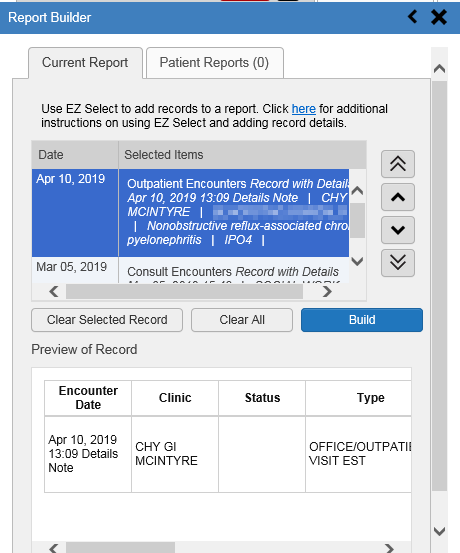 Report Builder
Current Report
Patient Reports (0)
Use EZ Select to add records to a report. Click here for additional
instructions on using EZ Select and adding record details.
Date Selected Items
Apr 10, 2019 Outpatient Encounters Record with Details
Apr 10, 2019 13:09 Details Note | CHY
MCINTYRE |
| Nonobstructive reflux-associated chro
pyelonephritis | IPO4 |
Mar 05, 2019 Consult Encounters Record with Details
Clear Selected Record
Clear All
Build
Preview of Record
Encounter Date Clinic Status Type
Apr 10, 2019 CHY GI OFFICE/OUTPATIE
13:09 Details MCINTYRE VISIT EST
Note